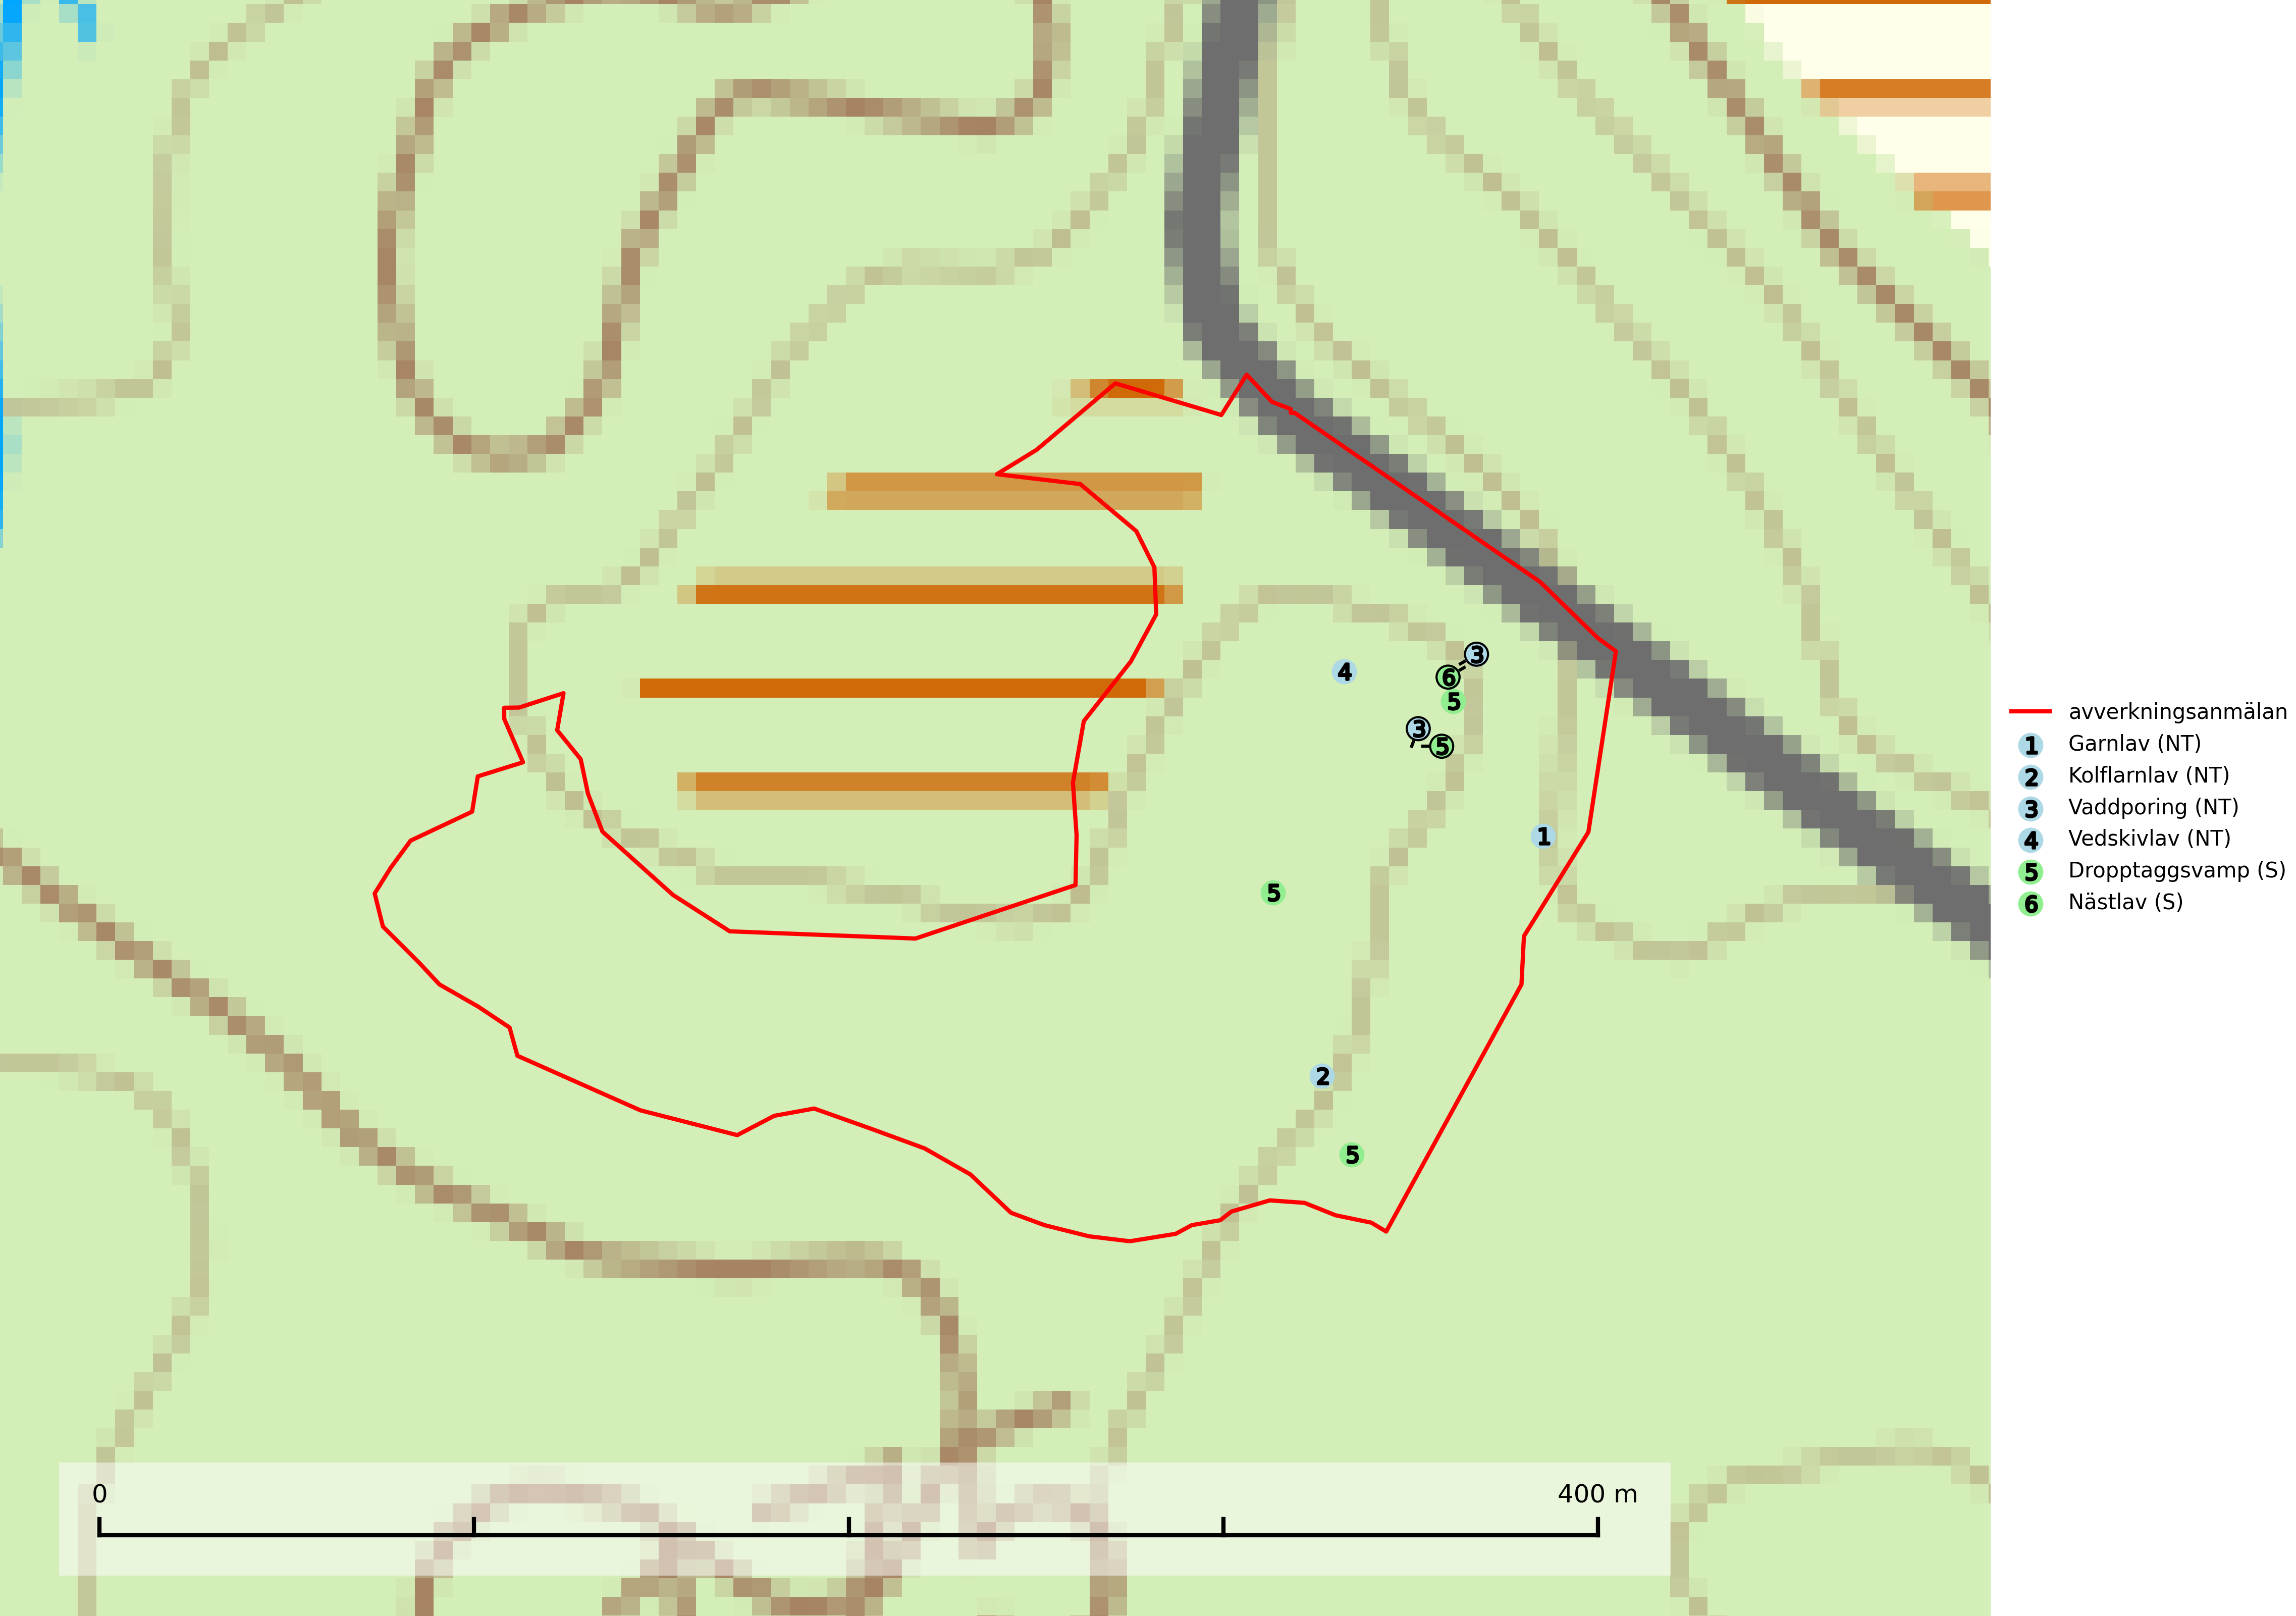 3
4
6
5
3
5
1
5
2
5
0
400 m
avverkningsanmälan
1 Garnlav (NT)
2 Kolflarnlav (NT)
3 Vaddporing (NT)
4 Vedskivlav (NT)
5 Dropptaggsvamp (S)
6 Nästlav (S)